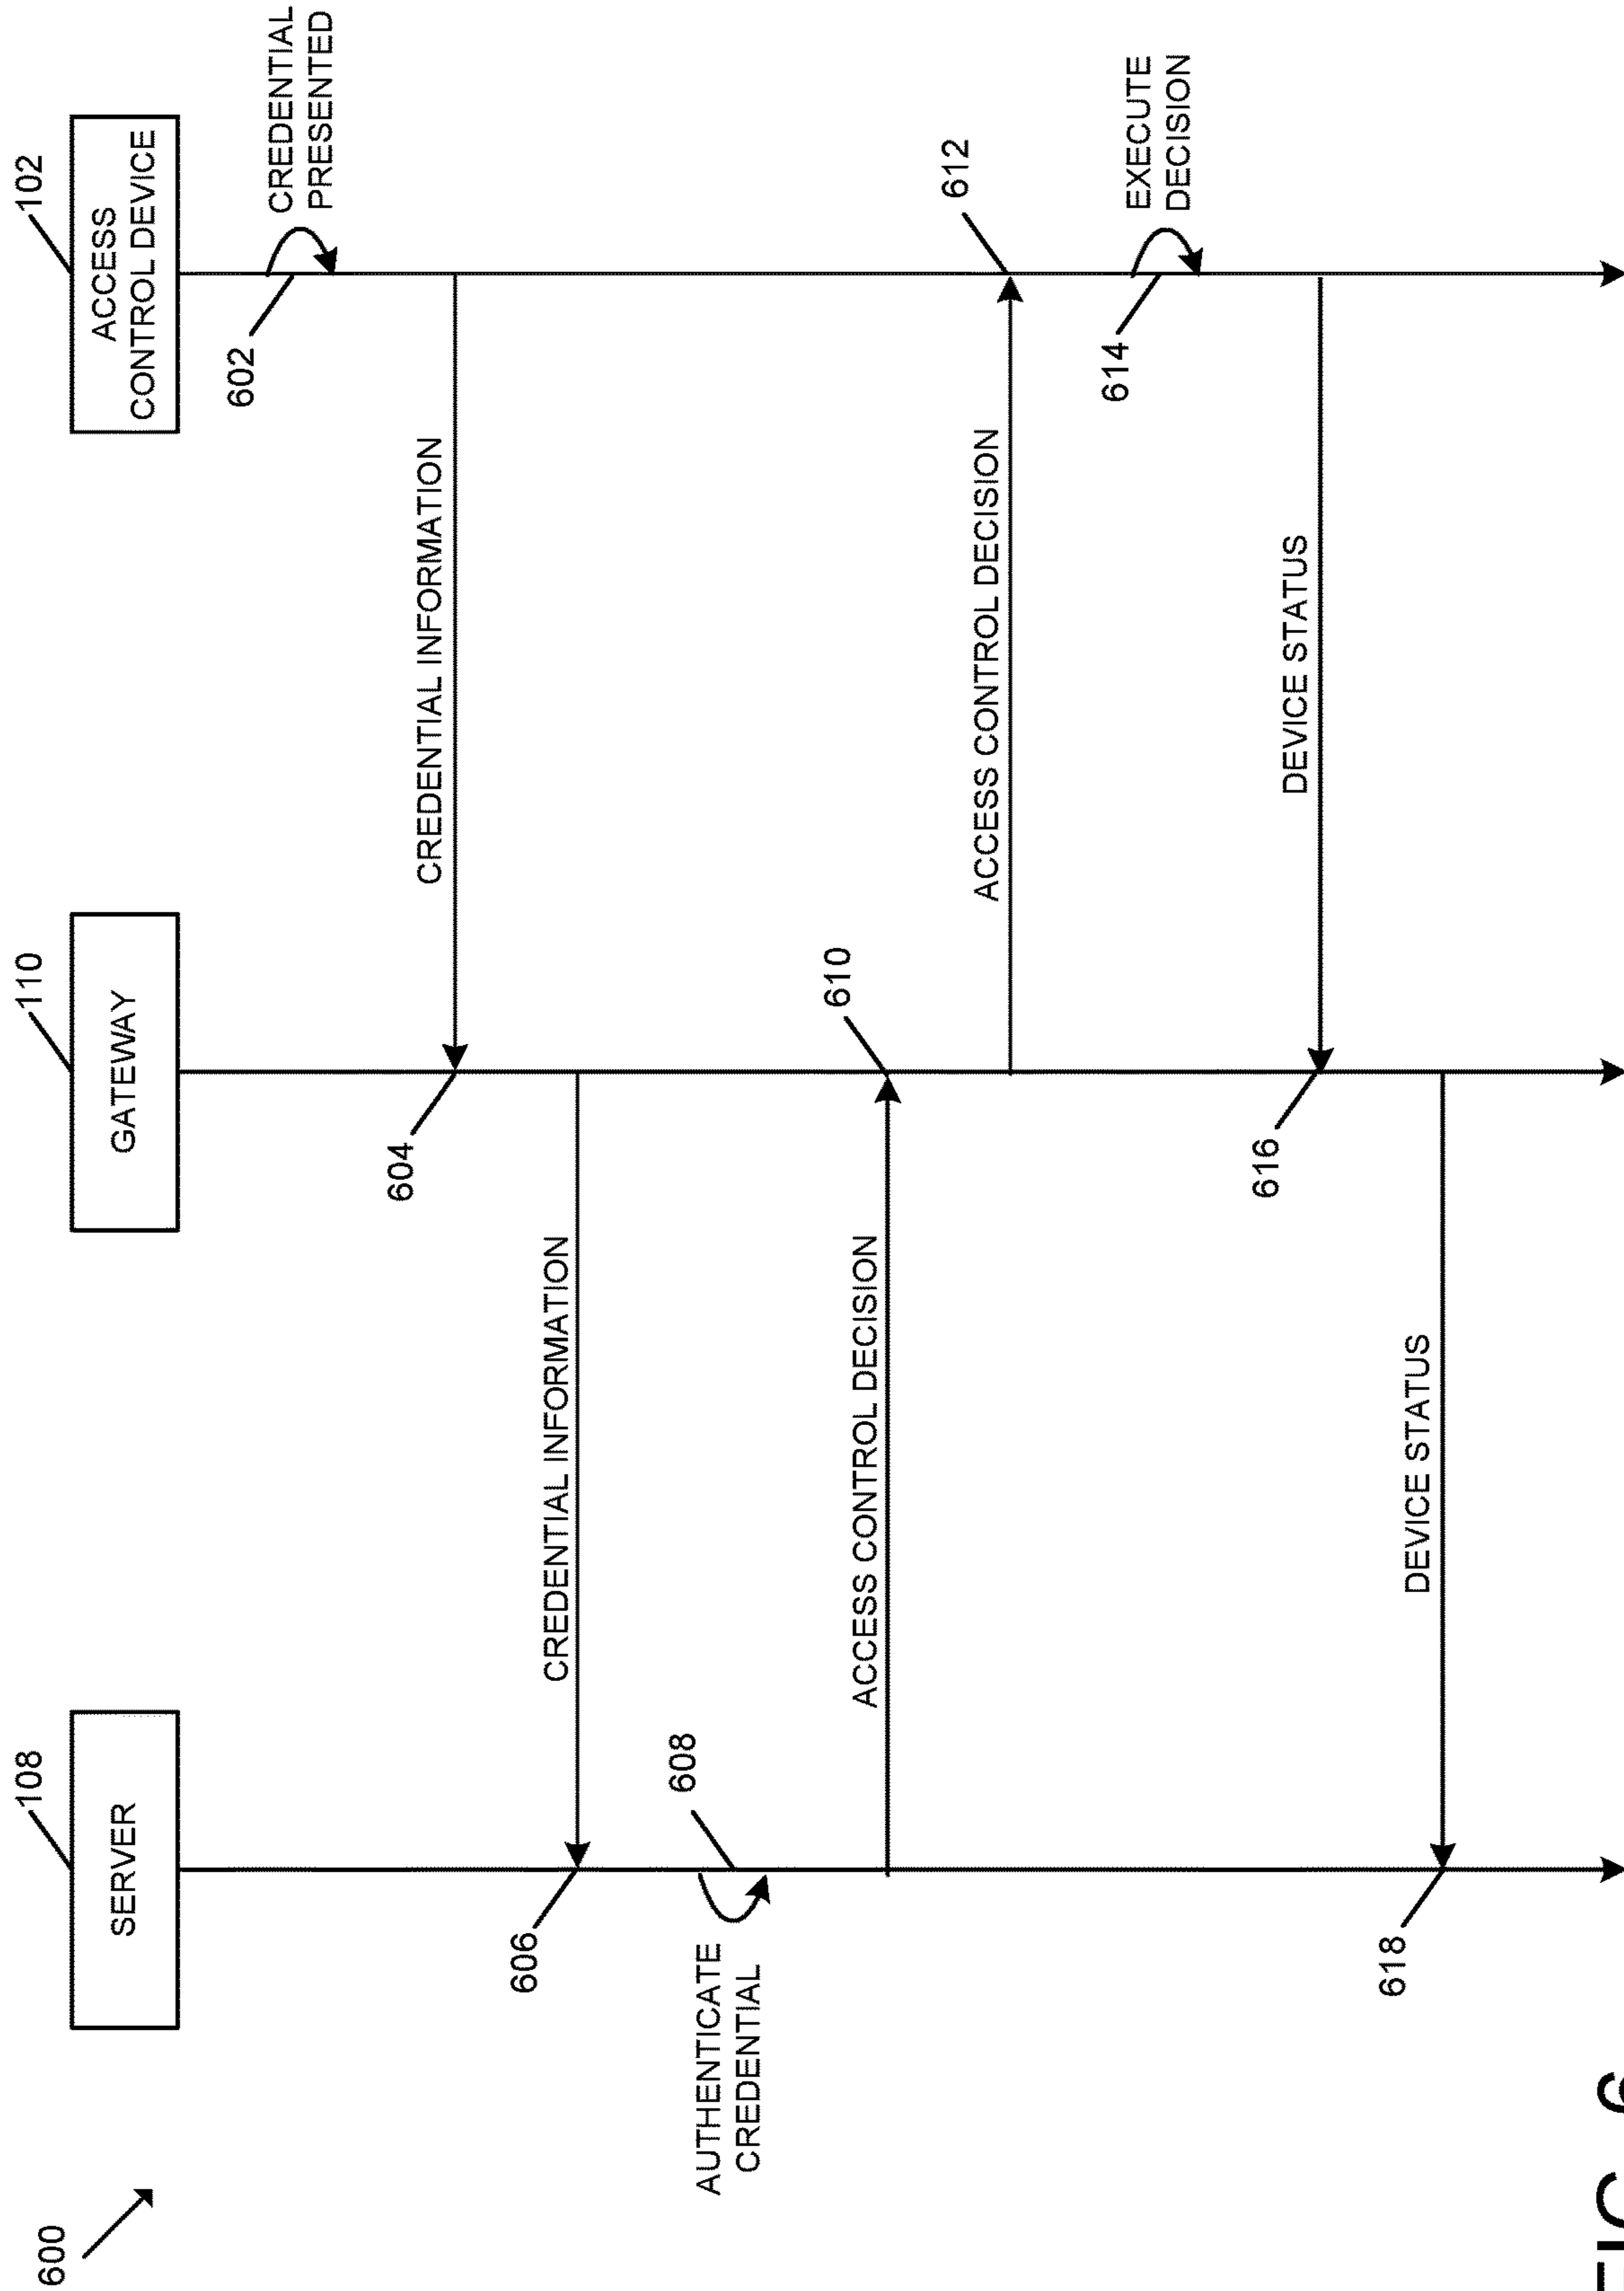 600
108
SERVER
110
GATEWAY
102
ACCESS
CONTROL DEVICE
602
CREDENTIAL
PRESENTED
CREDENTIAL INFORMATION
604
CREDENTIAL INFORMATION
606
AUTHENTICATE
CREDENTIAL
608
ACCESS CONTROL DECISION
610
ACCESS CONTROL DECISION
612
614
EXECUTE
DECISION
DEVICE STATUS
616
DEVICE STATUS
618